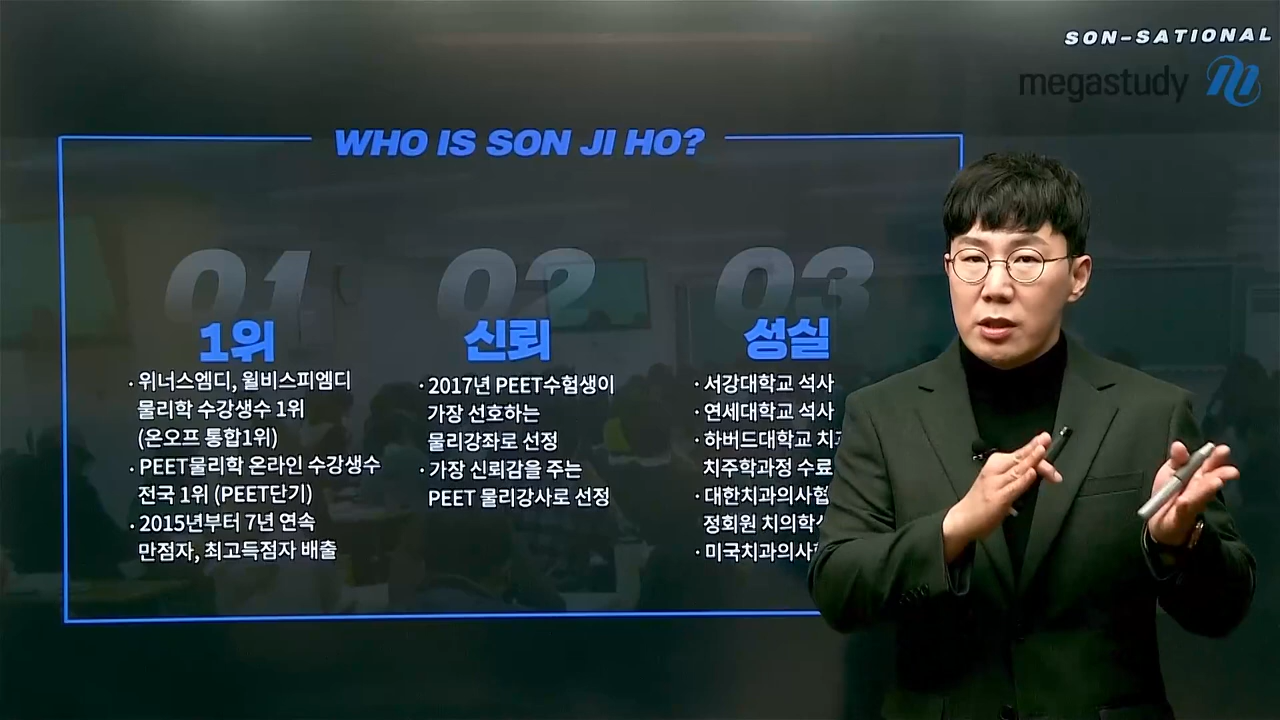 SON-SATIONAL
megastudy
WHO IS SON JI HO?
01
1위
· 위너스엠디, 윌비스피엠디
물리학 수강생수 1위
(온오프 통합1위)
· PEET물리학 온라인 수강생수
전국 1위 (PEET단기)
· 2015년부터 7년 연속
만점자, 최고득점자 배출
02
신뢰
· 2017년 PEET수험생이
가장 선호하는
물리강좌로 선정
· 가장 신뢰감을 주는
PEET 물리강사로 선정
03
성실
· 서강대학교 석사
· 연세대학교 석사
· 하버드대학교
치주학과정 수료
· 대한치과의사협
정회원 치의학
· 미국치과의사